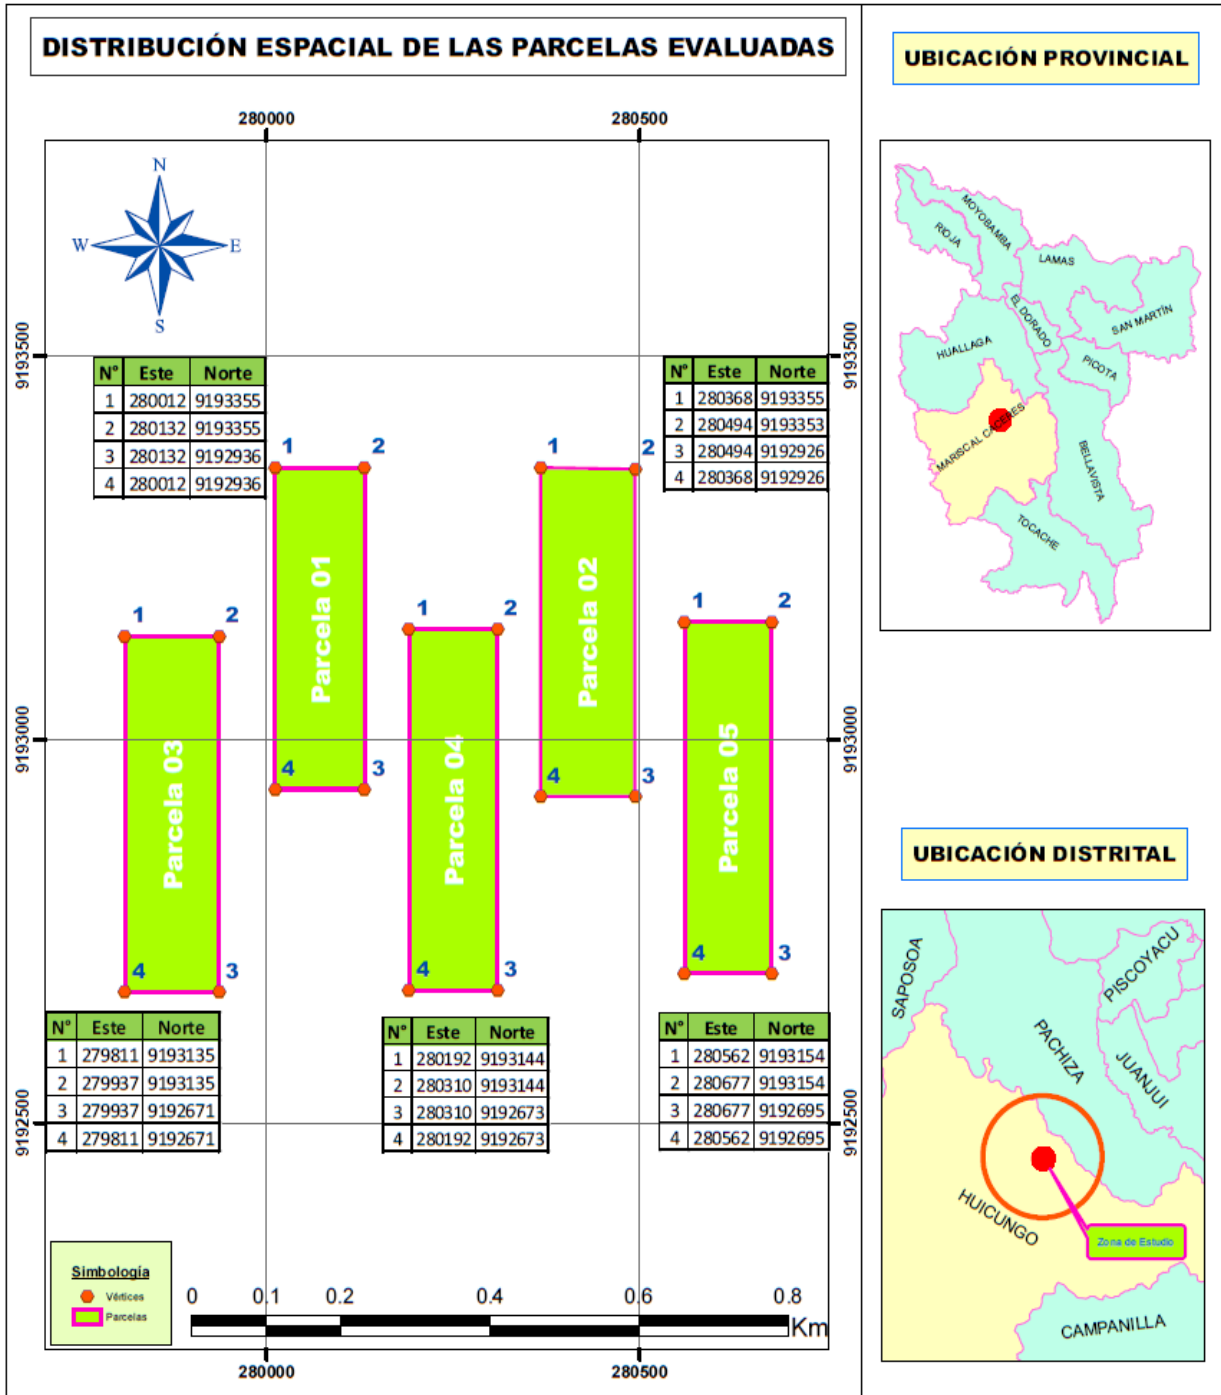 DISTRIBUCIÓN ESPACIAL DE LAS PARCELAS EVALUADAS
280000 280500
N
W E
S
9193500
9193500
N° Este Norte
1 280012 9193355
2 280132 9193355
3 280132 9192936
4 280012 9192936
N° Este Norte
1 280368 9193355
2 280494 9193353
3 280494 9192926
4 280368 9192926
1 2
Parcela 01
4 3
1 2
Parcela 02
4 3
1 2
Parcela 03
4 3
1 2
Parcela 04
4 3
1 2
Parcela 05
4 3
9193000
9193000
N° Este Norte
1 279811 9193135
2 279937 9193135
3 279937 9192671
4 279811 9192671
N° Este Norte
1 280192 9193144
2 280310 9193144
3 280310 9192673
4 280192 9192673
N° Este Norte
1 280562 9193154
2 280677 9193154
3 280677 9192695
4 280562 9192695
9192500
9192500
Simbología
Vértices
Parcelas
0 0.1 0.2 0.4 0.6 0.8
Km
280000 280500
UBICACIÓN PROVINCIAL
MOYOBAMBA
RIOJA
LAMAS
SAN MARTÍN
EL DORADO
HUALLAGA
PICOTA
MARISCAL CÁCERES
BELLAVISTA
TOCACHE
UBICACIÓN DISTRITAL
SAPOSOA
PISCOYACU
PACHIZA
JUANJUI
HUICUNGO
Zona de Estudio
CAMPANILLA